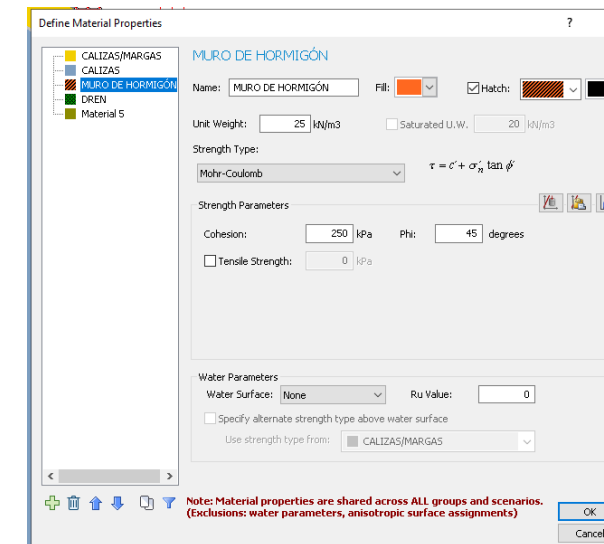 Define Material Properties
?
CALIZAS/MARGAS
CALIZAS
MURO DE HORMIGÓN
DREN
Material 5
MURO DE HORMIGÓN
Name: MURO DE HORMIGÓN Fill: Hatch:
Unit Weight: 25 kN/m3 Saturated U.W. 20 kN/m3
Strength Type:
Mohr-Coulomb τ = c' + σ'n tan ϕ'
Strength Parameters
Cohesion: 250 kPa Phi: 45 degrees
Tensile Strength: 0 kPa
Water Parameters
Water Surface: None Ru Value: 0
Specify alternate strength type above water surface
Use strength type from: CALIZAS/MARGAS
Note: Material properties are shared across ALL groups and scenarios.
(Exclusions: water parameters, anisotropic surface assignments)
OK
Cancel